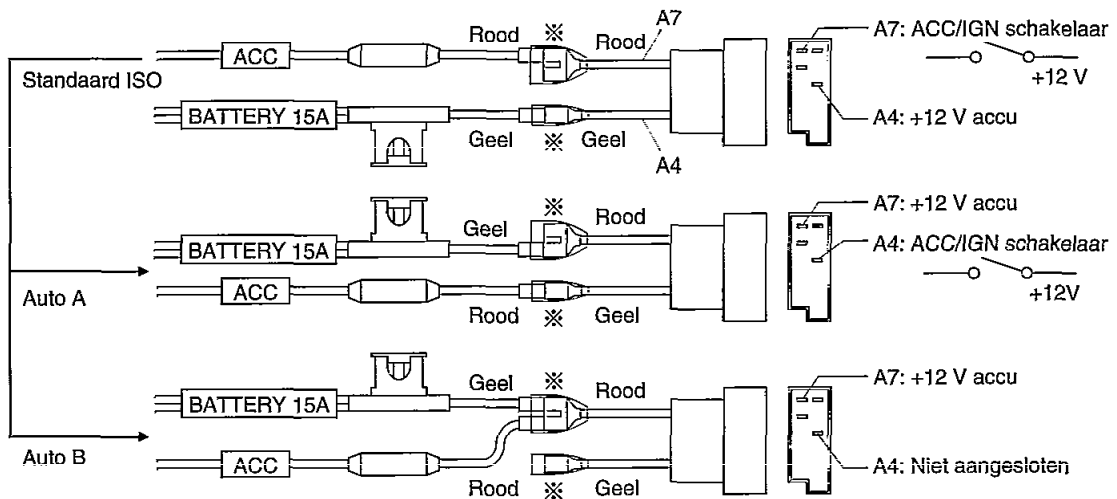 Rood ※ Rood A7
ACC
Standaard ISO
BATTERY 15A
Geel ※ Geel
A4
A7: ACC/IGN schakelaar
+12 V
A4: +12 V accu
Geel ※ Rood
BATTERY 15A
ACC
Auto A
Rood ※ Geel
A7: +12 V accu
A4: ACC/IGN schakelaar
+12V
Geel ※ Rood
BATTERY 15A
ACC
Auto B
Rood ※ Geel
A7: +12 V accu
A4: Niet aangesloten